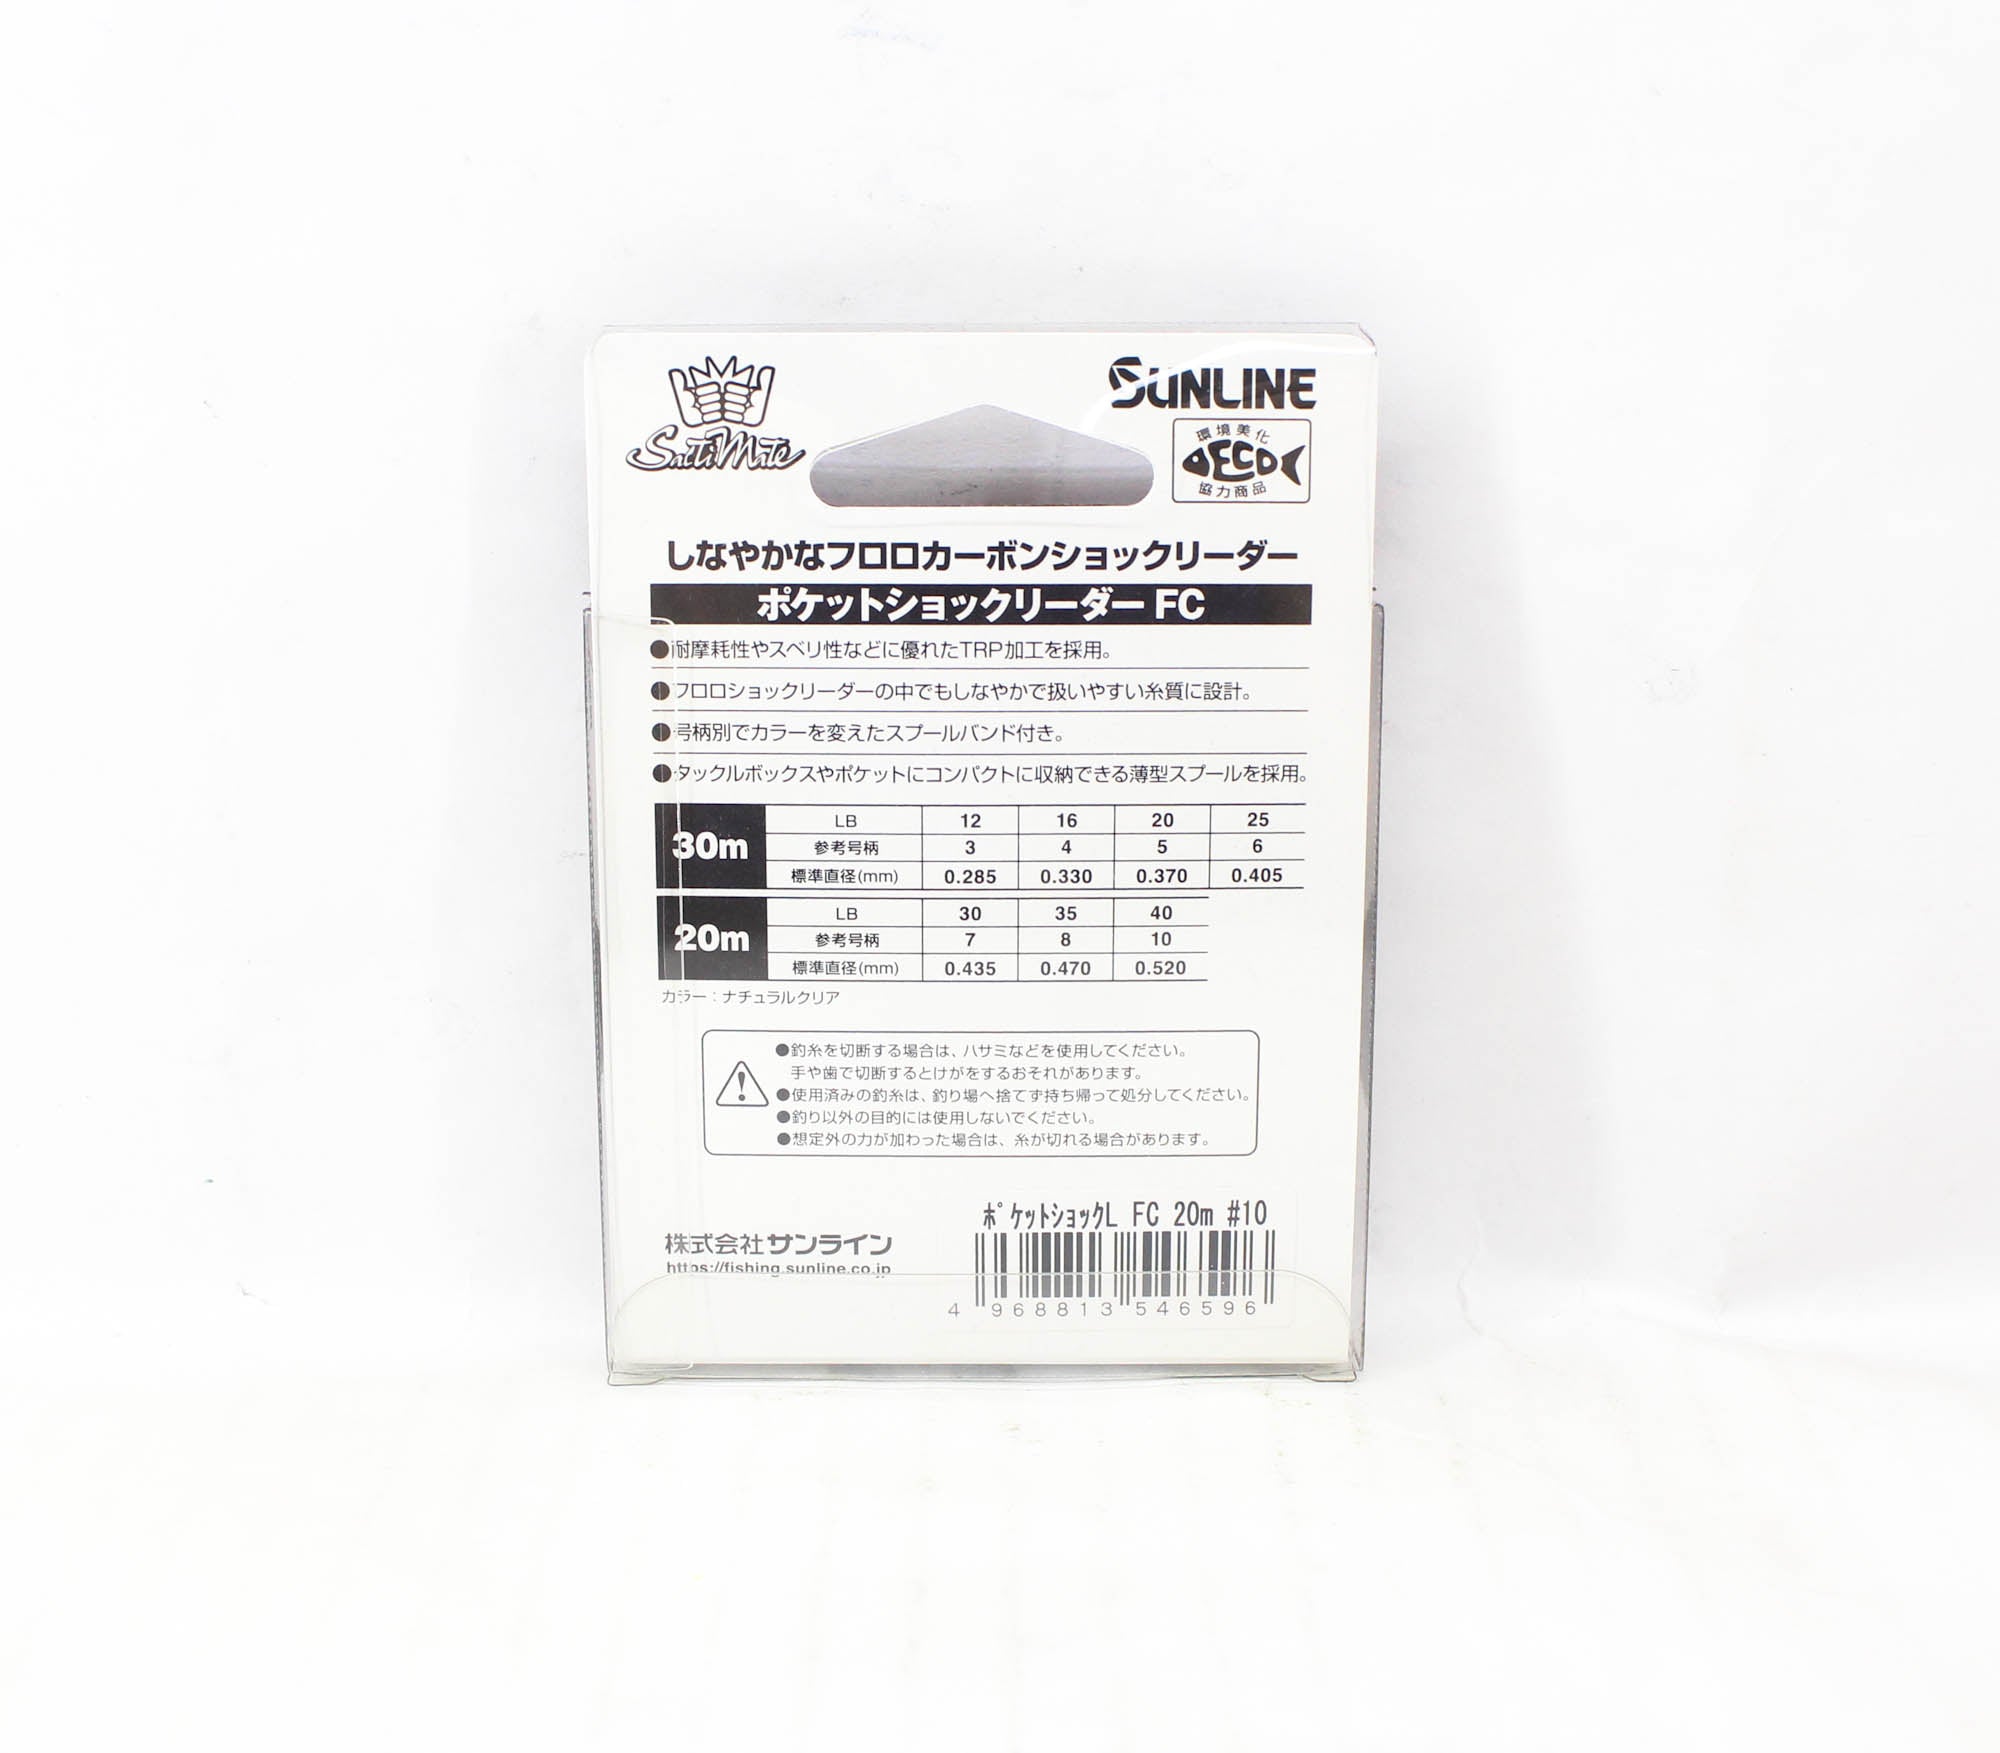 SaltiMate
SUNLINE
環境美化
ECO
協力商品
しなやかなフロロカーボンショックリーダー
ポケットショックリーダー FC
●耐摩耗性やスベリ性などに優れたTRP加工を採用。
●フロロショックリーダーの中でもしなやかで扱いやすい糸質に設計。
●号柄別でカラーを変えたスプールバンド付き。
●タックルボックスやポケットにコンパクトに収納できる薄型スプールを採用。
30m
LB 12 16 20 25
参考号柄 3 4 5 6
標準直径(mm) 0.285 0.330 0.370 0.405
20m
LB 30 35 40
参考号柄 7 8 10
標準直径(mm) 0.435 0.470 0.520
カラー：ナチュラルクリア
●釣糸を切断する場合は、ハサミなどを使用してください。
手や歯で切断するとけがをするおそれがあります。
●使用済みの釣糸は、釣り場へ捨てず持ち帰って処分してください。
●釣り以外の目的には使用しないでください。
●想定外の力が加わった場合は、糸が切れる場合があります。
ﾎﾟｹｯﾄｼｮｯｸL FC 20m #10
株式会社サンライン
https://fishing.sunline.co.jp
4 968813 546596